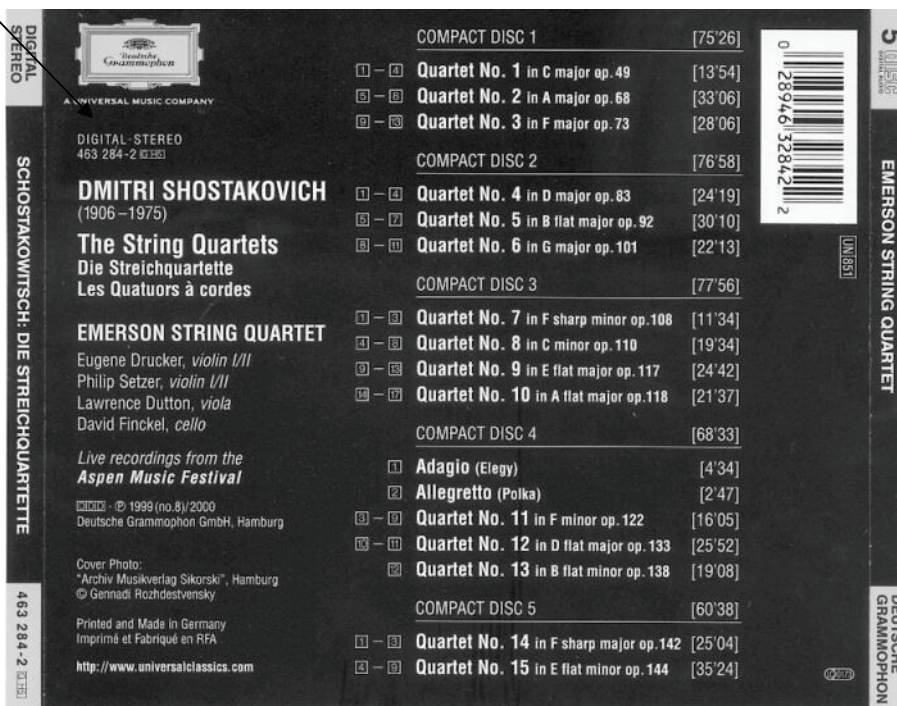 DIGITAL STEREO
SCHOSTAKOWITSCH: DIE STREICHQUARTETTE
463 284-2 GH5
Deutsche
Grammophon
A UNIVERSAL MUSIC COMPANY
DIGITAL-STEREO
463 284-2 GH5
DMITRI SHOSTAKOVICH
(1906–1975)
The String Quartets
Die Streichquartette
Les Quatuors à cordes
EMERSON STRING QUARTET
Eugene Drucker, violin I/II
Philip Setzer, violin I/II
Lawrence Dutton, viola
David Finckel, cello
Live recordings from the
Aspen Music Festival
DDD · ℗ 1999 (no.8)/2000
Deutsche Grammophon GmbH, Hamburg
Cover Photo:
"Archiv Musikverlag Sikorski", Hamburg
© Gennadi Rozhdestvensky
Printed and Made in Germany
Imprimé et Fabriqué en RFA
http://www.universalclassics.com
COMPACT DISC 1 [75'26]
1 – 4 Quartet No. 1 in C major op. 49 [13'54]
5 – 8 Quartet No. 2 in A major op. 68 [33'06]
9 – 13 Quartet No. 3 in F major op. 73 [28'06]
COMPACT DISC 2 [76'58]
1 – 4 Quartet No. 4 in D major op. 83 [24'19]
5 – 7 Quartet No. 5 in B flat major op. 92 [30'10]
8 – 11 Quartet No. 6 in G major op. 101 [22'13]
COMPACT DISC 3 [77'56]
1 – 3 Quartet No. 7 in F sharp minor op. 108 [11'34]
4 – 8 Quartet No. 8 in C minor op. 110 [19'34]
9 – 13 Quartet No. 9 in E flat major op. 117 [24'42]
14 – 17 Quartet No. 10 in A flat major op. 118 [21'37]
COMPACT DISC 4 [68'33]
1 Adagio (Elegy) [4'34]
2 Allegretto (Polka) [2'47]
3 – 9 Quartet No. 11 in F minor op. 122 [16'05]
10 – 11 Quartet No. 12 in D flat major op. 133 [25'52]
12 Quartet No. 13 in B flat minor op. 138 [19'08]
COMPACT DISC 5 [60'38]
1 – 3 Quartet No. 14 in F sharp major op. 142 [25'04]
4 – 9 Quartet No. 15 in E flat minor op. 144 [35'24]
0 28946 32842 2
UN 851
5 disc
DIGITAL AUDIO
EMERSON STRING QUARTET
DEUTSCHE GRAMMOPHON